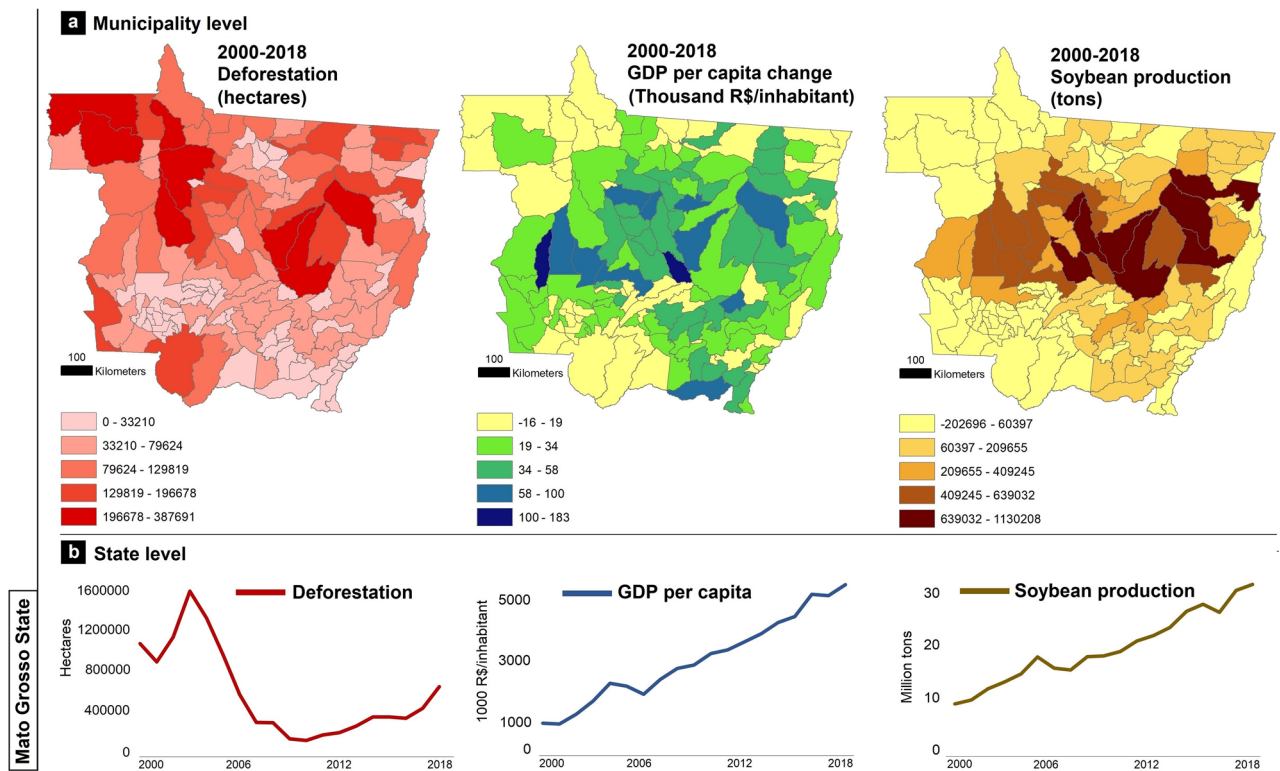 a Municipality level
2000-2018
Deforestation
(hectares)
100
Kilometers
0 - 33210
33210 - 79624
79624 - 129819
129819 - 196678
196678 - 387691
2000-2018
GDP per capita change
(Thousand R$/inhabitant)
100
Kilometers
-16 - 19
19 - 34
34 - 58
58 - 100
100 - 183
2000-2018
Soybean production
(tons)
100
Kilometers
-202696 - 60397
60397 - 209655
209655 - 409245
409245 - 639032
639032 - 1130208
Mato Grosso State
b State level
Deforestation
Hectares
1600000
1200000
800000
400000
0
2000 2006 2012 2018
GDP per capita
1000 R$/inhabitant
5000
3000
1000
0
2000 2006 2012 2018
Soybean production
Million tons
30
20
10
0
2000 2006 2012 2018